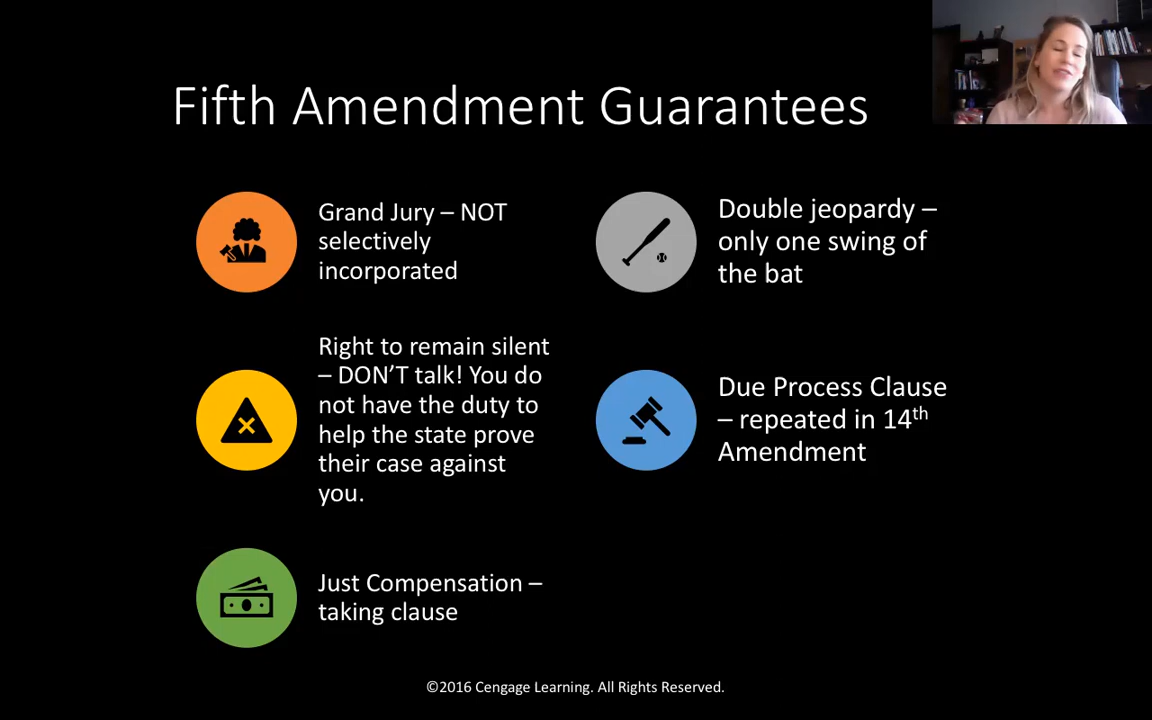 Fifth Amendment Guarantees
Grand Jury – NOT
selectively
incorporated
Double jeopardy –
only one swing of
the bat
Right to remain silent
– DON’T talk! You do
not have the duty to
help the state prove
their case against
you.
Due Process Clause
– repeated in 14th
Amendment
Just Compensation –
taking clause
©2016 Cengage Learning. All Rights Reserved.